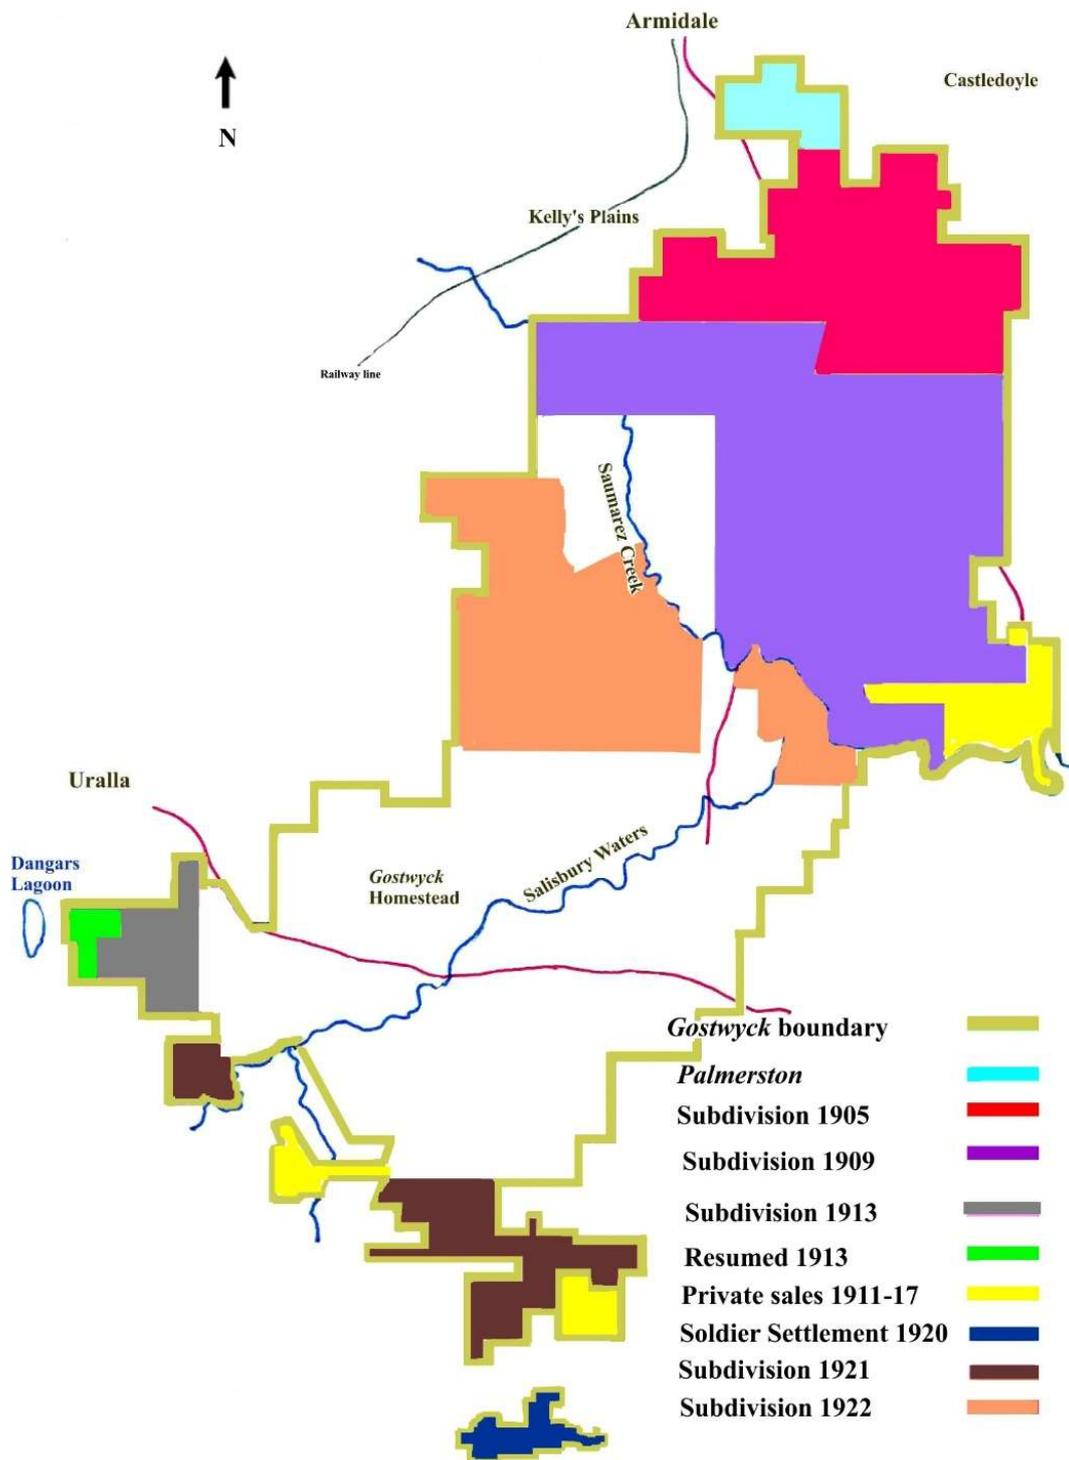 Armidale
Castledoyle
N
Kelly's Plains
Railway line
Saumarez Creek
Uralla
Dangars
Lagoon
Gostwyck
Homestead
Salisbury Waters
Gostwyck boundary
Palmerston
Subdivision 1905
Subdivision 1909
Subdivision 1913
Resumed 1913
Private sales 1911-17
Soldier Settlement 1920
Subdivision 1921
Subdivision 1922